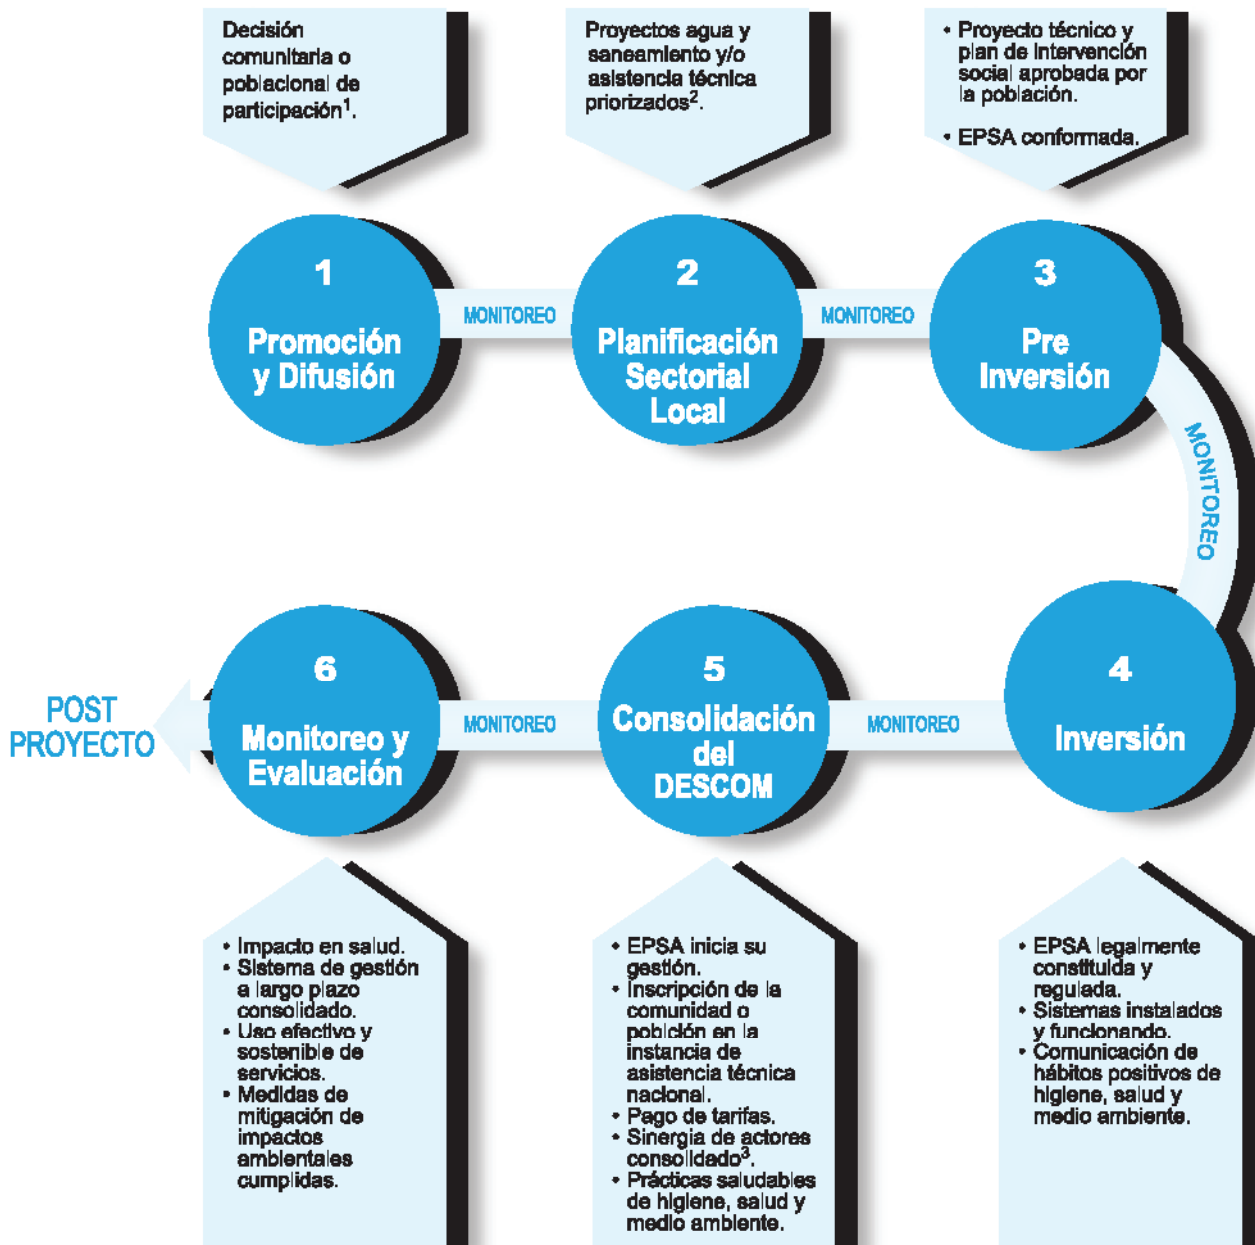 Decisión
comunitaria o
poblacional de
participación¹.
Proyectos agua y
saneamiento y/o
asistencia técnica
priorizados².
• Proyecto técnico y
plan de intervención
social aprobada por
la población.
• EPSA conformada.
1
Promoción
y Difusión
MONITOREO
2
Planificación
Sectorial
Local
MONITOREO
3
Pre
Inversión
MONITOREO
4
Inversión
MONITOREO
5
Consolidación
del
DESCOM
MONITOREO
6
Monitoreo y
Evaluación
POST
PROYECTO
• Impacto en salud.
• Sistema de gestión
a largo plazo
consolidado.
• Uso efectivo y
sostenible de
servicios.
• Medidas de
mitigación de
impactos
ambientales
cumplidas.
• EPSA inicia su
gestión.
• Inscripción de la
comunidad o
poblción en la
instancia de
asistencia técnica
nacional.
• Pago de tarifas.
• Sinergia de actores
consolidado³.
• Prácticas saludables
de higiene, salud y
medio ambiente.
• EPSA legalmente
constituida y
regulada.
• Sistemas instalados
y funcionando.
• Comunicación de
hábitos positivos de
higiene, salud y
medio ambiente.